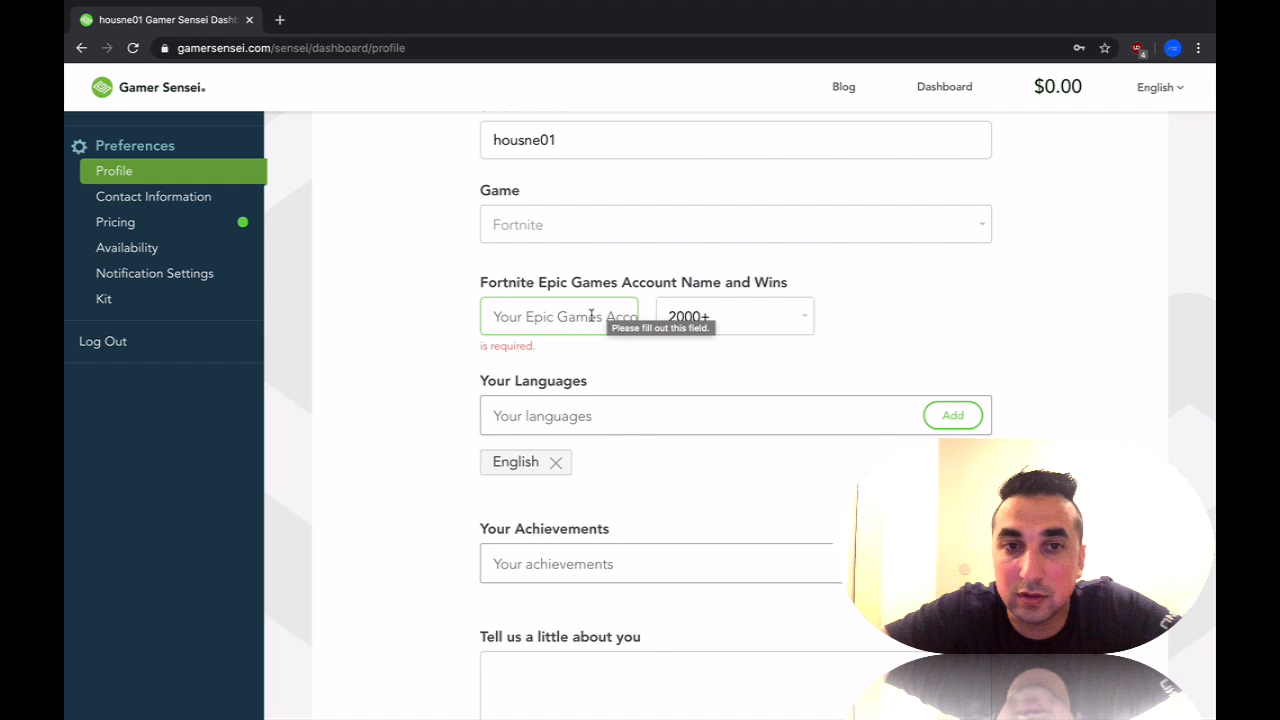 housne01 Gamer Sensei Dashb
gamersensei.com/sensei/dashboard/profile
4
Gamer Sensei.
Blog
Dashboard
$0.00
English
Preferences
Profile
Contact Information
Pricing
Availability
Notification Settings
Kit
Log Out
housne01
Game
Fortnite
Fortnite Epic Games Account Name and Wins
Your Epic Games Acco
2000+
Please fill out this field.
is required.
Your Languages
Your languages
Add
English
Your Achievements
Your achievements
Tell us a little about you